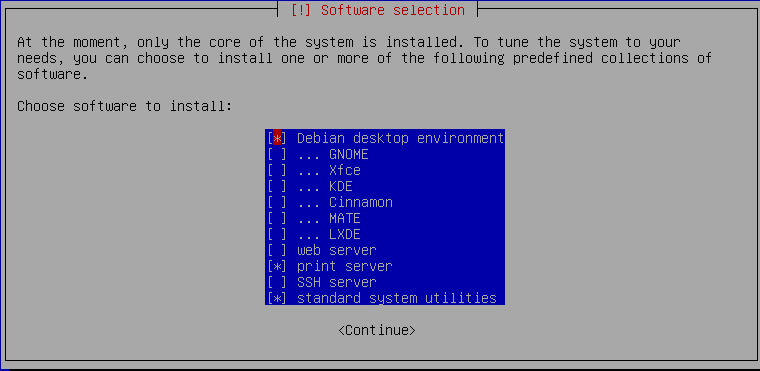 [!] Software selection
At the moment, only the core of the system is installed. To tune the system to your
needs, you can choose to install one or more of the following predefined collections of
software.
Choose software to install:
[*] Debian desktop environment
[ ] ... GNOME
[ ] ... Xfce
[ ] ... KDE
[ ] ... Cinnamon
[ ] ... MATE
[ ] ... LXDE
[ ] web server
[*] print server
[ ] SSH server
[*] standard system utilities
<Continue>